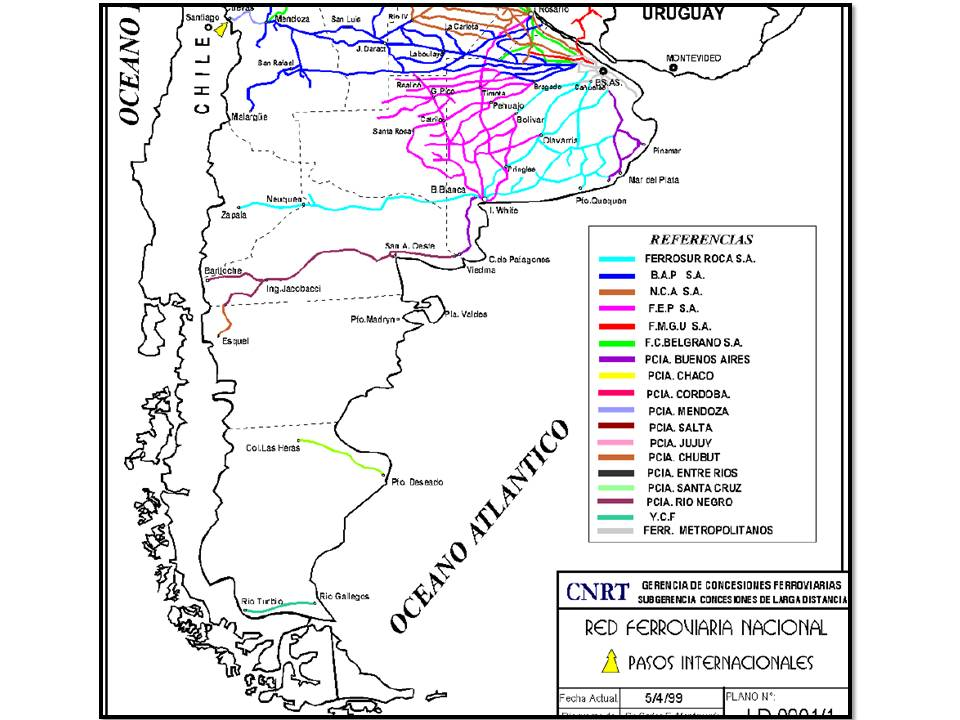 Santiago
Mendoza
San Luis
Río IV
Rosario
URUGUAY
La Carlota
OCEANO
CHILE
J. Daract
Laboulaye
MONTEVIDEO
San Rafael
BS.AS.
Realicó
G. Pico
Timote
Bragado
Cañuelas
Malargüe
Pehuajo
Catrilo
Bolivar
Santa Rosa
Olavarria
Pinamar
Pringles
Mar del Plata
B.Blanca
Neuquen
Pto.Quequen
Zapala
I. White
San A. Oeste
C.de Patagones
Viedma
Bariloche
Ing.Jacobacci
Pto.Madryn
Pla. Valdes
Esquel
Col.Las Heras
Pto. Deseado
OCEANO ATLANTICO
Rio Turbio
Rio Gallegos
REFERENCIAS
FERROSUR ROCA S.A.
B.A.P S.A.
N.C.A S.A.
F.E.P S.A.
F.M.G.U S.A.
F.C.BELGRANO S.A.
PCIA. BUENOS AIRES
PCIA. CHACO
PCIA. CORDOBA.
PCIA. MENDOZA
PCIA. SALTA
PCIA. JUJUY
PCIA. CHUBUT
PCIA. ENTRE RIOS
PCIA. SANTA CRUZ
PCIA. RIO NEGRO
Y.C.F
FERR. METROPOLITANOS
CNRT
GERENCIA DE CONCESIONES FERROVIARIAS
SUBGERENCIA CONCESIONES DE LARGA DISTANCIA
RED FERROVIARIA NACIONAL
PASOS INTERNACIONALES
Fecha Actual. 5/4/99 PLANO N°: